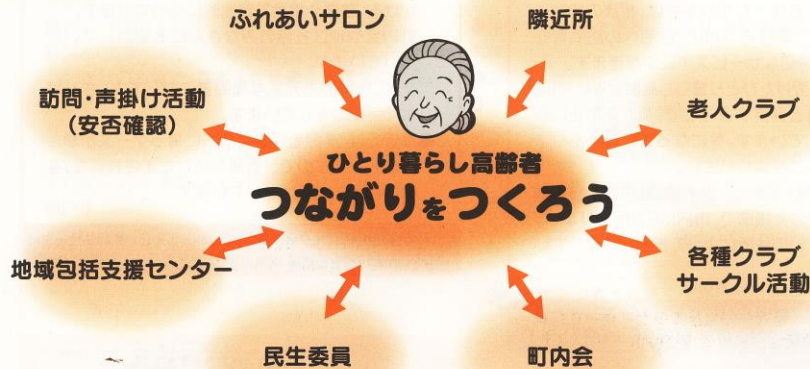 ふれあいサロン
隣近所
訪問・声掛け活動
（安否確認）
老人クラブ
ひとり暮らし高齢者
つながりをつくろう
地域包括支援センター
各種クラブ
サークル活動
民生委員
町内会